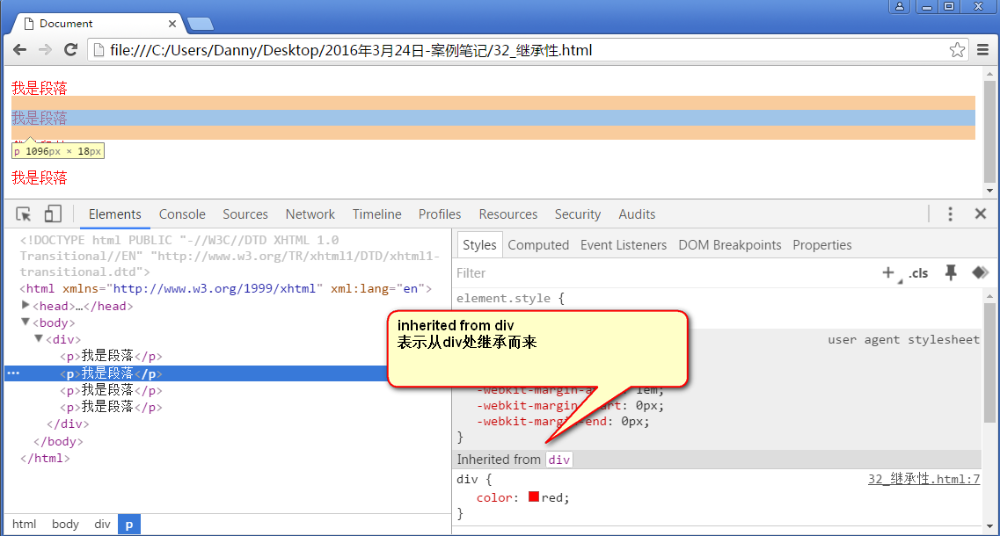 Document
file:///C:/Users/Danny/Desktop/2016年3月24日-案例笔记/32_继承性.html
我是段落
我是段落
p 1096px × 18px
我是段落
Elements Console Sources Network Timeline Profiles Resources Security Audits
<!DOCTYPE html PUBLIC "-//W3C//DTD XHTML 1.0
Transitional//EN" "http://www.w3.org/TR/xhtml1/DTD/xhtml1-
transitional.dtd">
<html xmlns="http://www.w3.org/1999/xhtml" xml:lang="en">
<head>…</head>
<body>
<div>
<p>我是段落</p>
<p>我是段落</p>
<p>我是段落</p>
<p>我是段落</p>
</div>
</body>
</html>
html body div p
Styles Computed Event Listeners DOM Breakpoints Properties
Filter
.cls
element.style {
inherited from div
表示从div处继承而来
user agent stylesheet
1em;
-webkit-margin-
0px;
-webkit-margin-end: 0px;
}
Inherited from div
div {
32_继承性.html:7
color: red;
}